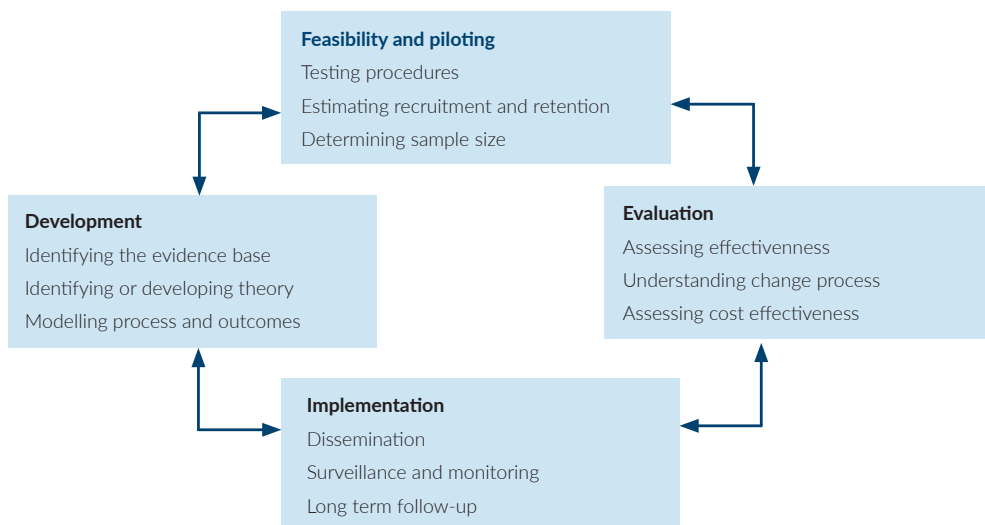 Feasibility and piloting
Testing procedures
Estimating recruitment and retention
Determining sample size
Development
Identifying the evidence base
Identifying or developing theory
Modelling process and outcomes
Evaluation
Assessing effectivenness
Understanding change process
Assessing cost effectiveness
Implementation
Dissemination
Surveillance and monitoring
Long term follow-up